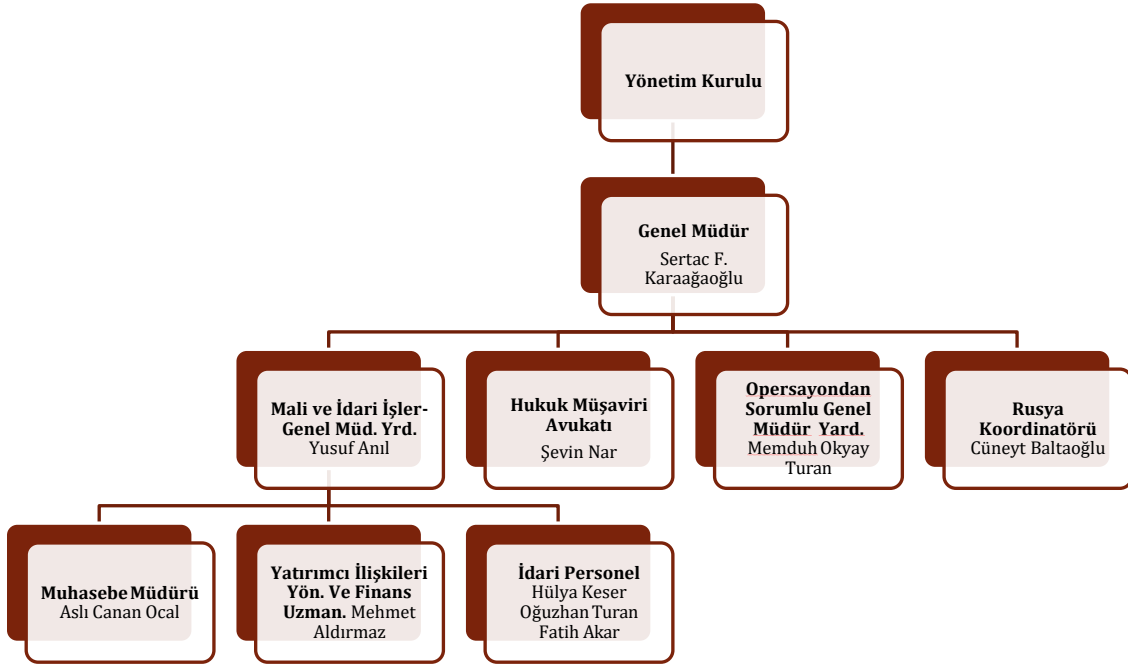 Yönetim Kurulu
Genel Müdür
Sertac F.
Karaağaoğlu
Mali ve İdari İşler-
Genel Müd. Yrd.
Yusuf Anıl
Hukuk Müşaviri
Avukatı
Şevin Nar
Opersayondan
Sorumlu Genel
Müdür Yard.
Memduh Okyay
Turan
Rusya
Koordinatörü
Cüneyt Baltaoğlu
Muhasebe Müdürü
Aslı Canan Ocal
Yatırımcı İlişkileri
Yön. Ve Finans
Uzman. Mehmet
Aldırmaz
İdari Personel
Hülya Keser
Oğuzhan Turan
Fatih Akar